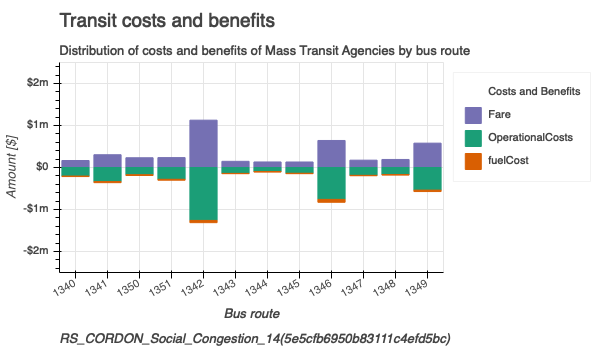 Transit costs and benefits
Distribution of costs and benefits of Mass Transit Agencies by bus route
$2m
$1m
$0
-$1m
-$2m
Amount [$]
1340
1341
1350
1351
1342
1343
1344
1345
1346
1347
1348
1349
Bus route
Costs and Benefits
Fare
OperationalCosts
fuelCost
RS_CORDON_Social_Congestion_14(5e5cfb6950b83111c4efd5bc)